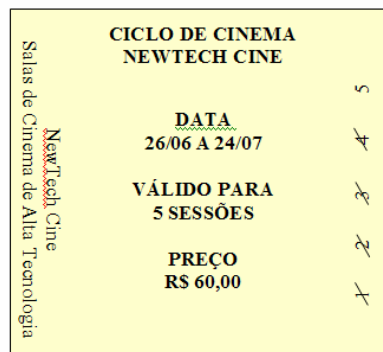 CICLO DE CINEMA
NEWTECH CINE
DATA
26/06 A 24/07
VÁLIDO PARA
5 SESSÕES
PREÇO
R$ 60,00
NewTech Cine
Salas de Cinema de Alta Tecnologia
1 2 3 4 5